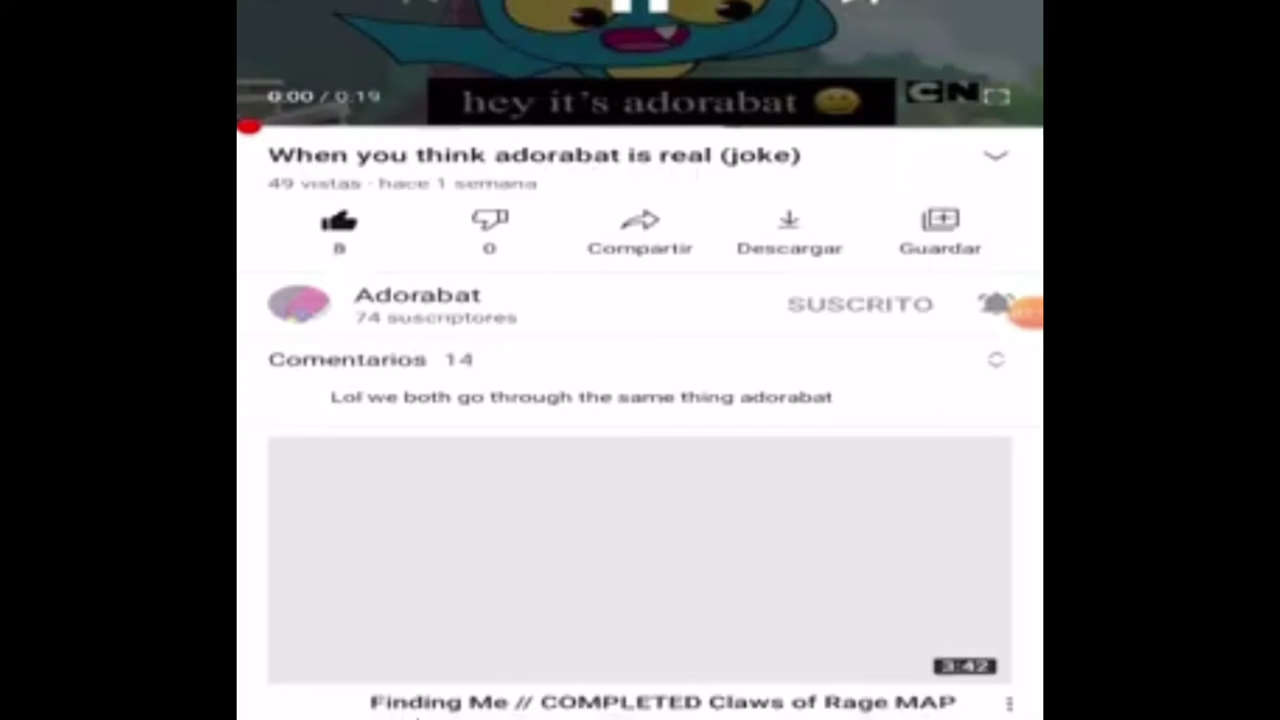 0:00 / 0:19
hey it's adorabat
CN
When you think adorabat is real (joke)
49 vistas · hace 1 semana
8
0
Compartir
Descargar
Guardar
Adorabat
74 suscriptores
SUSCRITO
Comentarios 14
Lol we both go through the same thing adorabat
3:42
Finding Me // COMPLETED Claws of Rage MAP